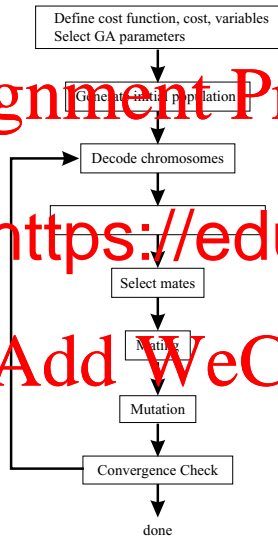 Define cost function, cost, variables
Select GA parameters
gnment Pr
Generate initial population
Decode chromosomes
https://edu
Select mates
Add WeC
Mating
Mutation
Convergence Check
done